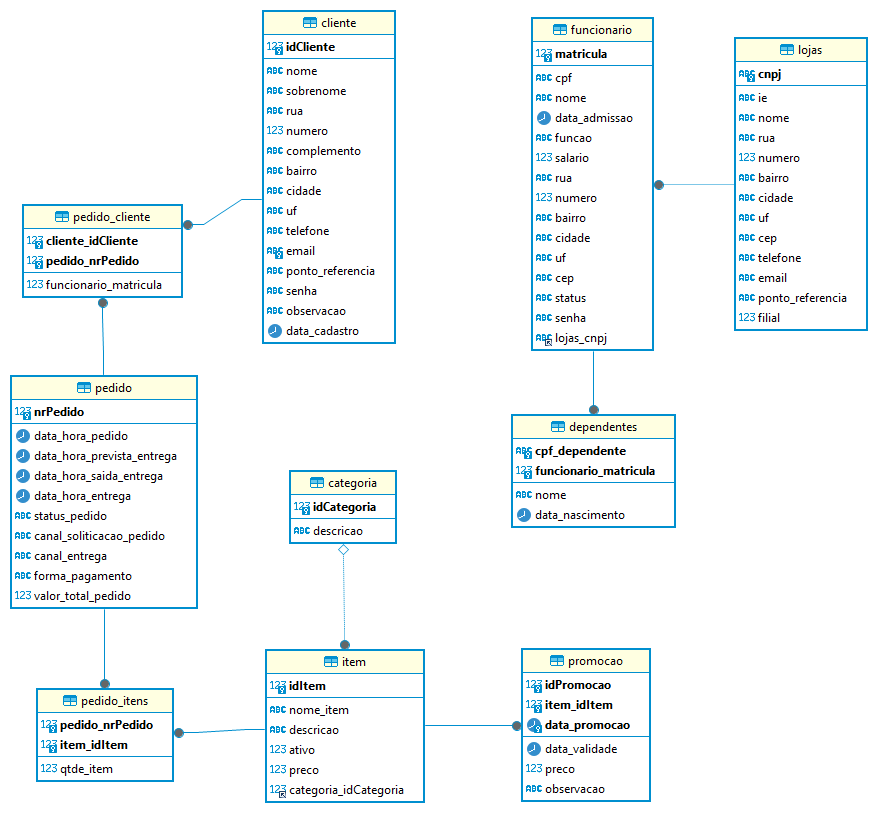 cliente
123 idCliente
ABC nome
ABC sobrenome
ABC rua
123 numero
ABC complemento
ABC bairro
ABC cidade
ABC uf
ABC telefone
ABC email
ABC ponto_referencia
ABC senha
ABC observacao
data_cadastro
funcionario
123 matricula
ABC cpf
ABC nome
data_admissao
ABC funcao
123 salario
ABC rua
123 numero
ABC bairro
ABC cidade
ABC uf
ABC cep
ABC status
ABC senha
ABC lojas_cnpj
lojas
ABC cnpj
ABC ie
ABC nome
ABC rua
123 numero
ABC bairro
ABC cidade
ABC uf
ABC cep
ABC telefone
ABC email
ABC ponto_referencia
123 filial
pedido_cliente
123 cliente_idCliente
123 pedido_nrPedido
123 funcionario_matricula
pedido
123 nrPedido
data_hora_pedido
data_hora_prevista_entrega
data_hora_saida_entrega
data_hora_entrega
ABC status_pedido
ABC canal_soliticacao_pedido
ABC canal_entrega
ABC forma_pagamento
123 valor_total_pedido
dependentes
ABC cpf_dependente
123 funcionario_matricula
ABC nome
data_nascimento
categoria
123 idCategoria
ABC descricao
pedido_itens
123 pedido_nrPedido
123 item_idItem
123 qtde_item
item
123 idItem
ABC nome_item
ABC descricao
123 ativo
123 preco
123 categoria_idCategoria
promocao
123 idPromocao
123 item_idItem
data_promocao
data_validade
123 preco
ABC observacao